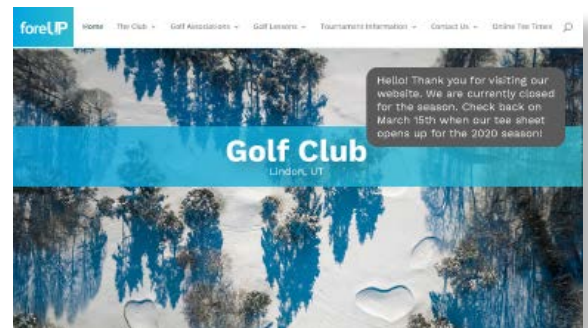 foreUP
Home The Club Golf Associations Golf Lessons Tournament Information Contact Us Online Tee Times
Hello! Thank you for visiting our
website. We are currently closed
for the season. Check back on
March 15th when our tee sheet
opens up for the 2020 season!
Golf Club
Lindon, UT